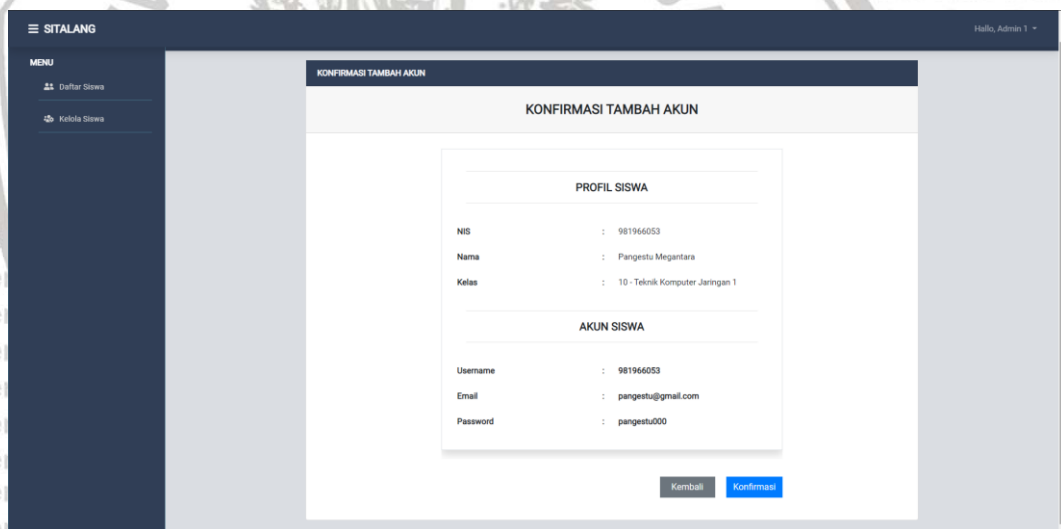 SITALANG
Hallo, Admin 1
MENU
Daftar Siswa
Kelola Siswa
KONFIRMASI TAMBAH AKUN
KONFIRMASI TAMBAH AKUN
PROFIL SISWA
NIS : 981966053
Nama : Pangestu Megantara
Kelas : 10 - Teknik Komputer Jaringan 1
AKUN SISWA
Username : 981966053
Email : pangestu@gmail.com
Password : pangestu000
Kembali Konfirmasi